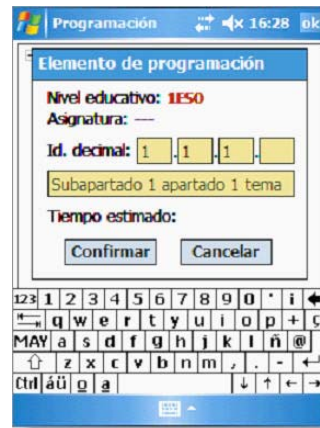 Programación 16:28 ok
Elemento de programación
Nivel educativo: 1ESO
Asignatura: ---
Id. decimal: 1 .1 .1 .
Subapartado 1 apartado 1 tema
Tiempo estimado:
Confirmar Cancelar
123 1 2 3 4 5 6 7 8 9 0 ' ¡
q w e r t y u i o p + ç
MAY a s d f g h j k l ñ @
z x c v b n m , . -
Ctrl áü º ª